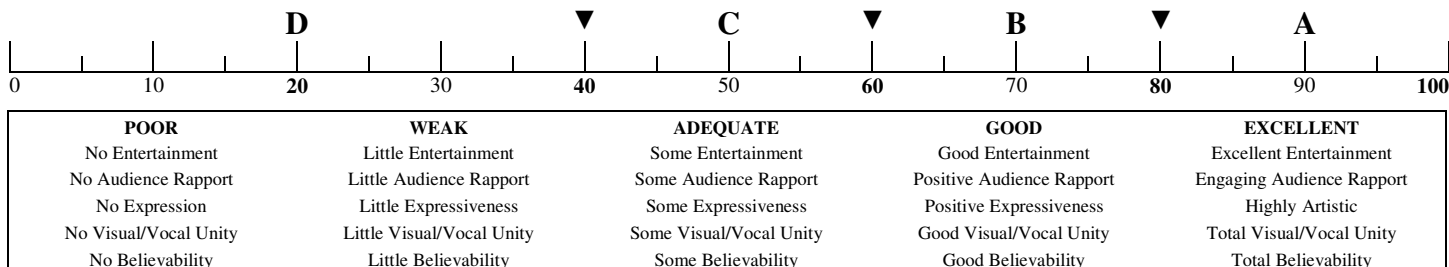 D ▼ C ▼ B ▼ A
0 10 20 30 40 50 60 70 80 90 100
POOR WEAK ADEQUATE GOOD EXCELLENT
No Entertainment Little Entertainment Some Entertainment Good Entertainment Excellent Entertainment
No Audience Rapport Little Audience Rapport Some Audience Rapport Positive Audience Rapport Engaging Audience Rapport
No Expression Little Expressiveness Some Expressiveness Positive Expressiveness Highly Artistic
No Visual/Vocal Unity Little Visual/Vocal Unity Some Visual/Vocal Unity Good Visual/Vocal Unity Total Visual/Vocal Unity
No Believability Little Believability Some Believability Good Believability Total Believability